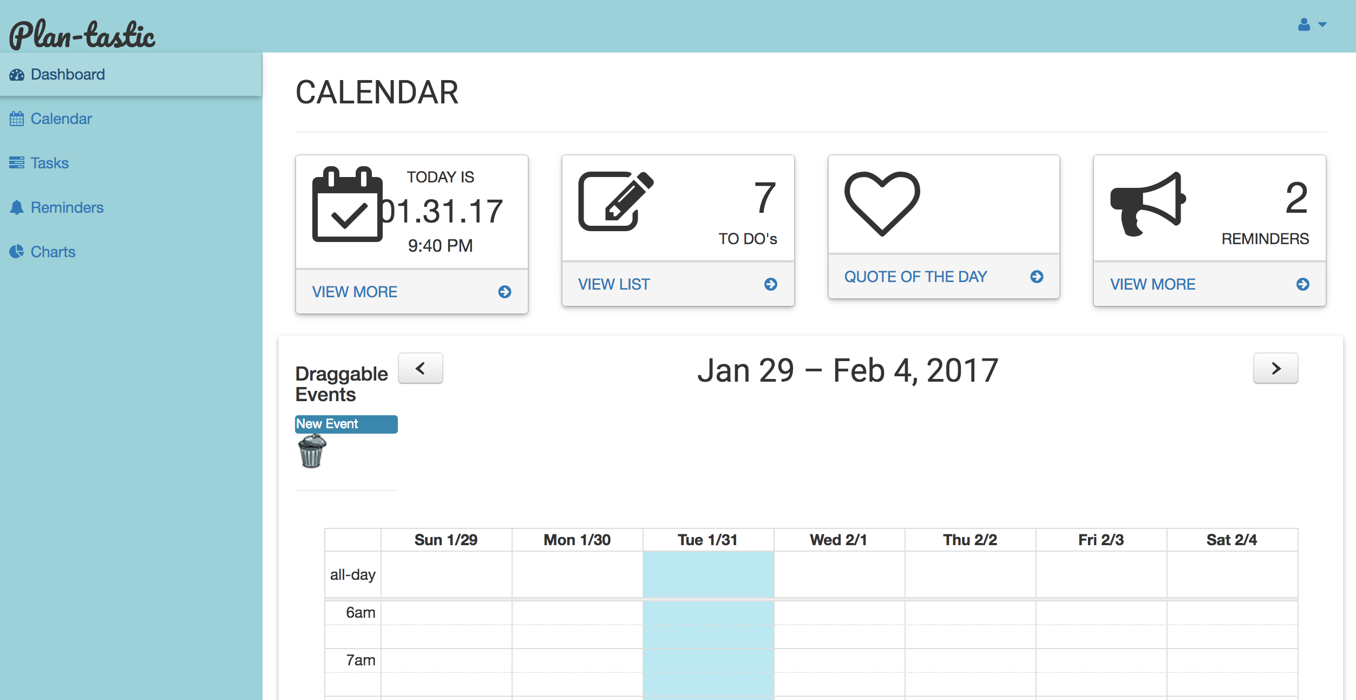 Plan-tastic
Dashboard
Calendar
Tasks
Reminders
Charts
CALENDAR
TODAY IS
01.31.17
9:40 PM
VIEW MORE
7
TO DO's
VIEW LIST
QUOTE OF THE DAY
2
REMINDERS
VIEW MORE
Draggable
Events
New Event
Jan 29 – Feb 4, 2017
Sun 1/29 Mon 1/30 Tue 1/31 Wed 2/1 Thu 2/2 Fri 2/3 Sat 2/4
all-day
6am
7am